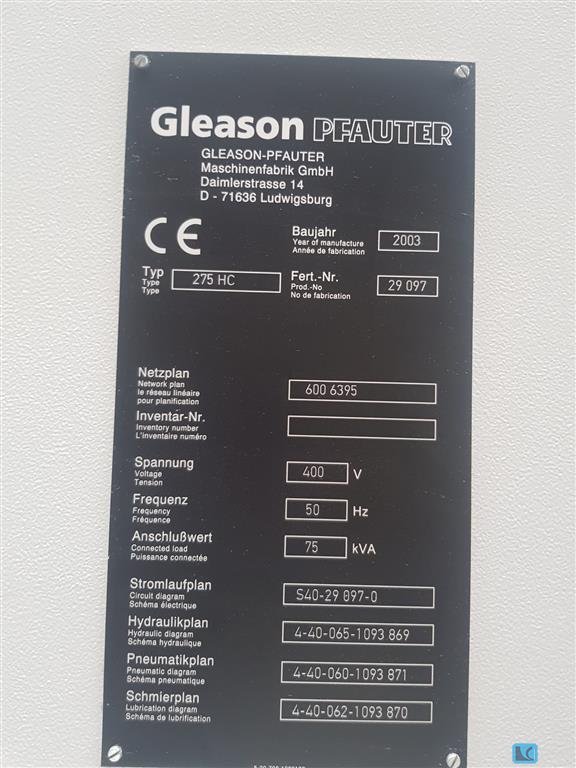 Gleason PFAUTER
GLEASON-PFAUTER
Maschinenfabrik GmbH
Daimlerstrasse 14
D - 71636 Ludwigsburg
CE
Baujahr
Year of manufacture
Année de fabrication
2003
Typ
Type
Type
275 HC
Fert.-Nr.
Prod.-No
No de fabrication
29 097
Netzplan
Network plan
le réseau linéaire
pour planification
600 6395
Inventar-Nr.
Inventory number
L'inventaire numéro
Spannung
Voltage
Tension
400 V
Frequenz
Frequency
Fréquence
50 Hz
Anschlußwert
Connected load
Puissance connectée
75 kVA
Stromlaufplan
Circuit diagram
Schéma électrique
S40-29 097-0
Hydraulikplan
Hydraulic diagram
Schéma hydraulique
4-40-065-1093 869
Pneumatikplan
Pneumatic diagram
Schéma pneumatique
4-40-060-1093 871
Schmierplan
Lubrication diagram
Schéma de lubrification
4-40-062-1093 870